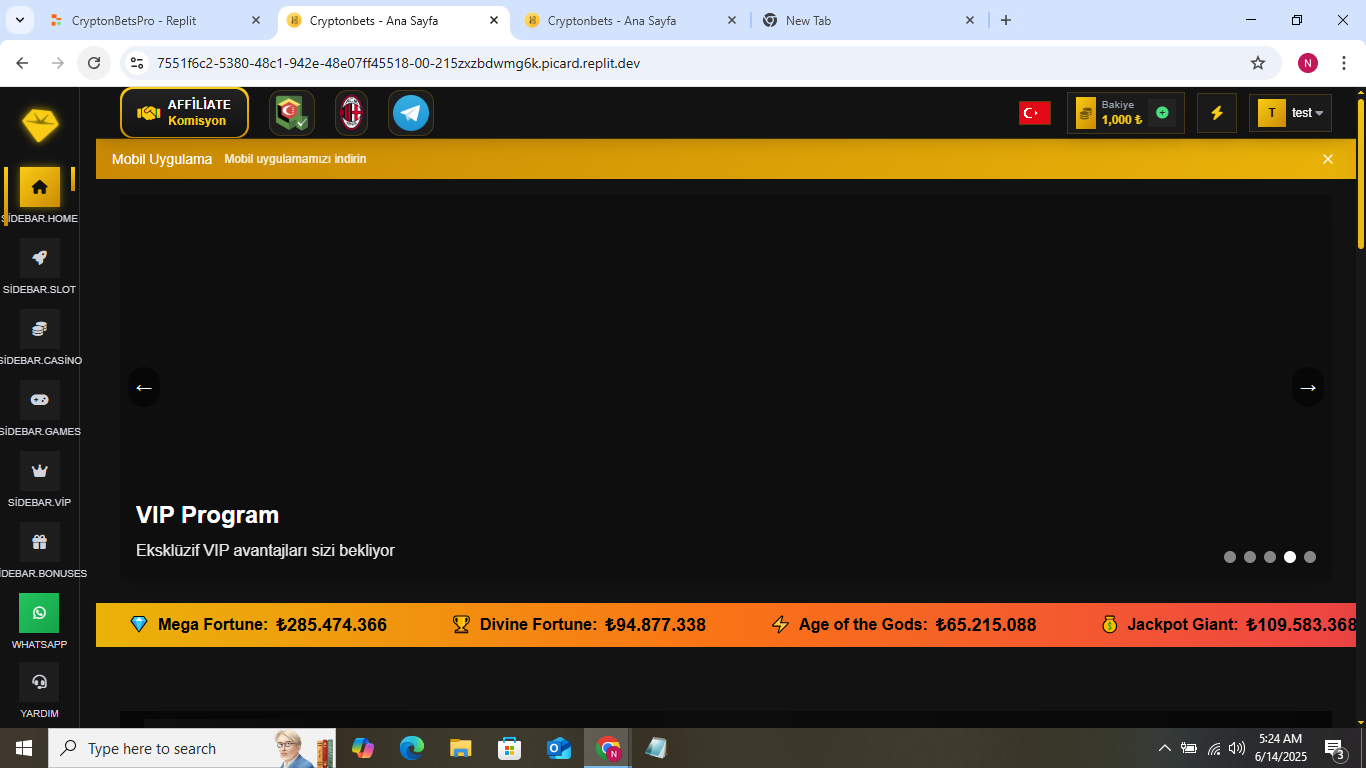 CryptonBetsPro - Replit
Cryptonbets - Ana Sayfa
Cryptonbets - Ana Sayfa
New Tab
7551f6c2-5380-48c1-942e-48e07ff45518-00-215zxzbdwmg6k.picard.replit.dev
N
AFFİLİATE
Komisyon
Bakiye
1,000 ₺
T
test
Mobil Uygulama Mobil uygulamamızı indirin
SİDEBAR.HOME
SİDEBAR.SLOT
SİDEBAR.CASİNO
SİDEBAR.GAMES
SİDEBAR.VİP
SİDEBAR.BONUSES
WHATSAPP
YARDIM
←
→
VIP Program
Eksklüzif VIP avantajları sizi bekliyor
Mega Fortune: ₺285.474.366 Divine Fortune: ₺94.877.338 Age of the Gods: ₺65.215.088 Jackpot Giant: ₺109.583.368
Type here to search
5:24 AM
6/14/2025
3